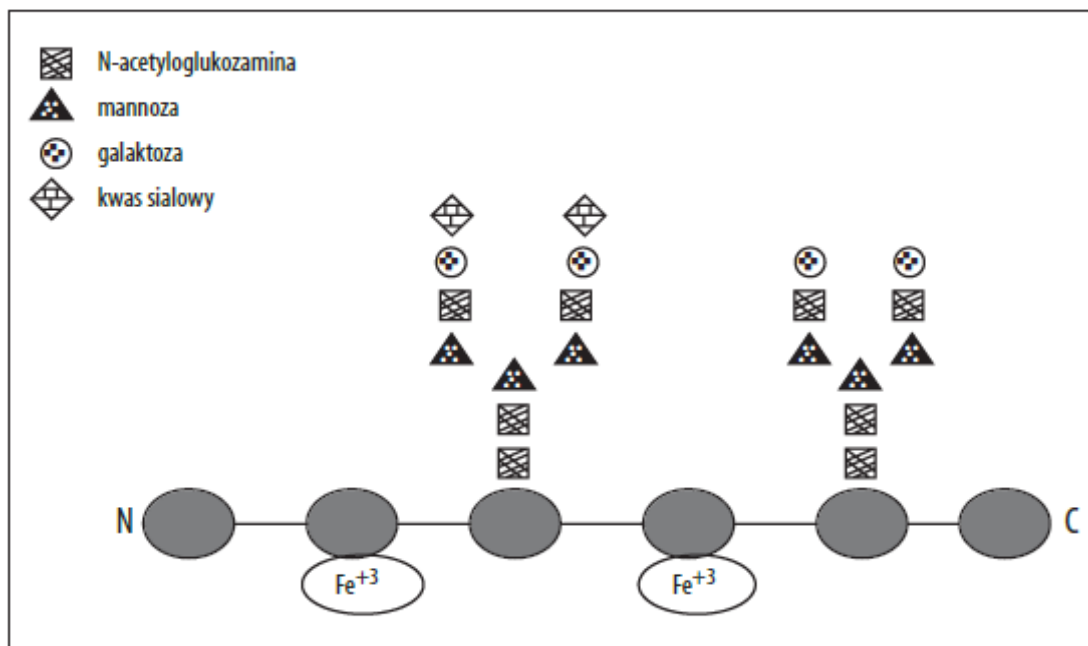 N-acetyloglukozamina
mannoza
galaktoza
kwas sialowy
N
C
Fe+3
Fe+3